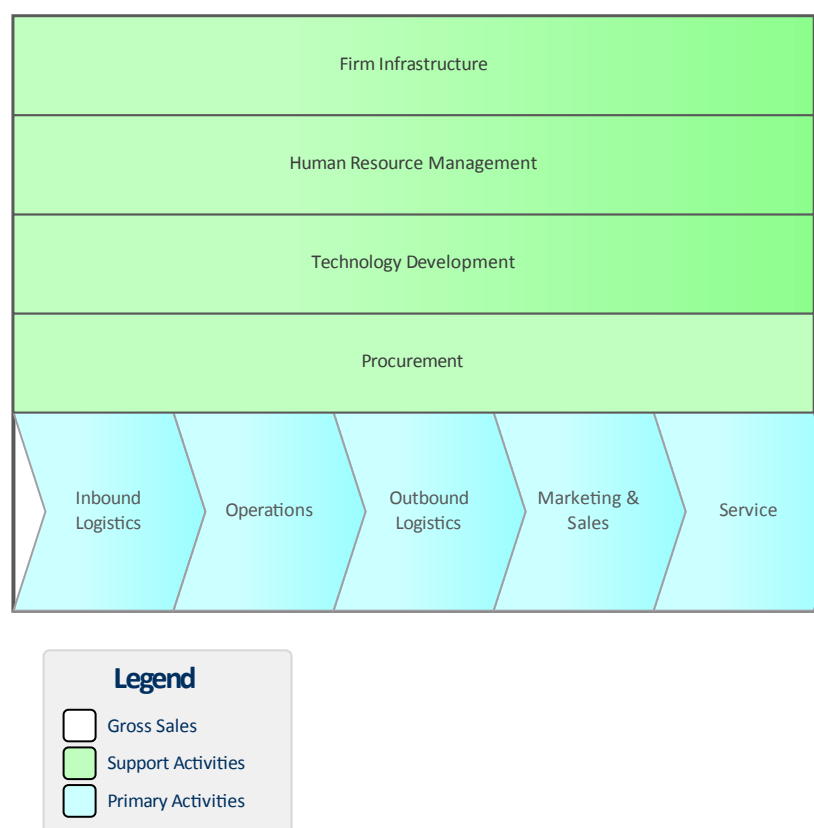 Firm Infrastructure
Human Resource Management
Technology Development
Procurement
Inbound
Logistics
Operations
Outbound
Logistics
Marketing &
Sales
Service
Legend
Gross Sales
Support Activities
Primary Activities